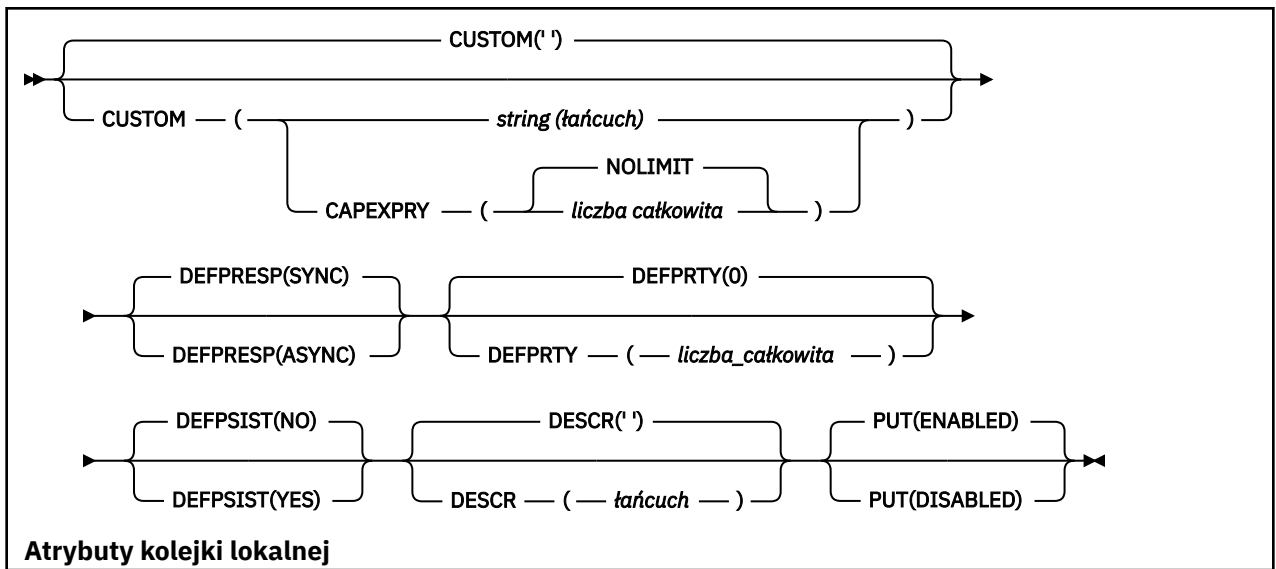 CUSTOM(' ')
CUSTOM ( string (łańcuch) )
NOLIMIT
CAPEXPRY ( liczba całkowita )
DEFPRESP(SYNC) DEFPRTY(0)
DEFPRESP(ASYNC) DEFPRTY ( liczba_całkowita )
DEFPSIST(NO) DESCR(' ') PUT(ENABLED)
DEFPSIST(YES) DESCR ( łańcuch ) PUT(DISABLED)
Atrybuty kolejki lokalnej